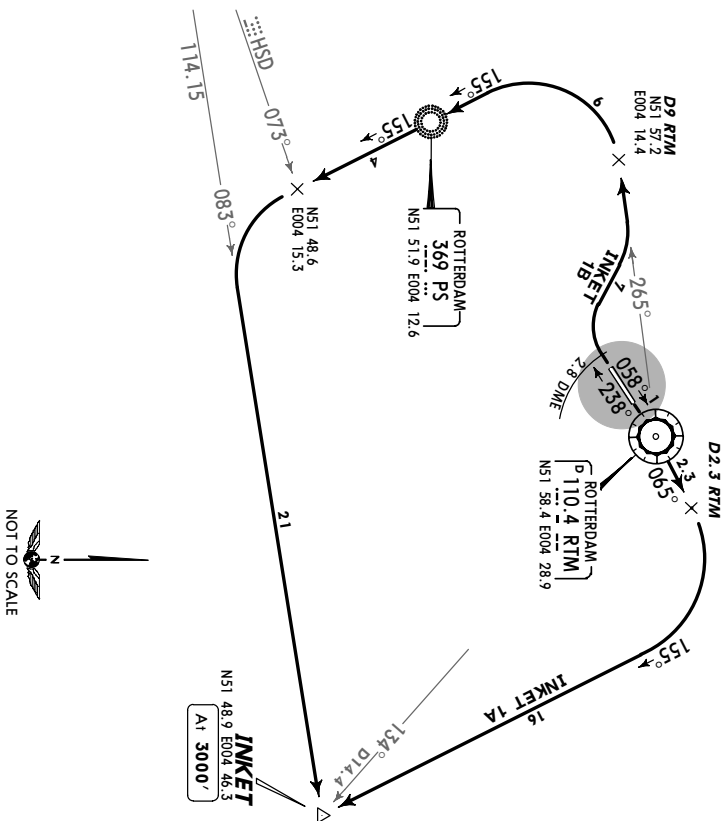 D9 RTM
N51 57.2
E004 14.4
9
155°
155°
4
HSD
073°
114.15
083°
N51 48.6
E004 15.3
ROTTERDAM
369 PS
N51 51.9 E004 12.6
INKET
1B
7
265°
2.8 DME
058°
238°
1
D2.3 RTM
2.3
065°
ROTTERDAM
D 110.4 RTM
N51 58.4 E004 28.9
155°
INKET 1A
16
134° D14.4
21
INKET
N51 48.9 E004 46.3
At 3000'
N
NOT TO SCALE